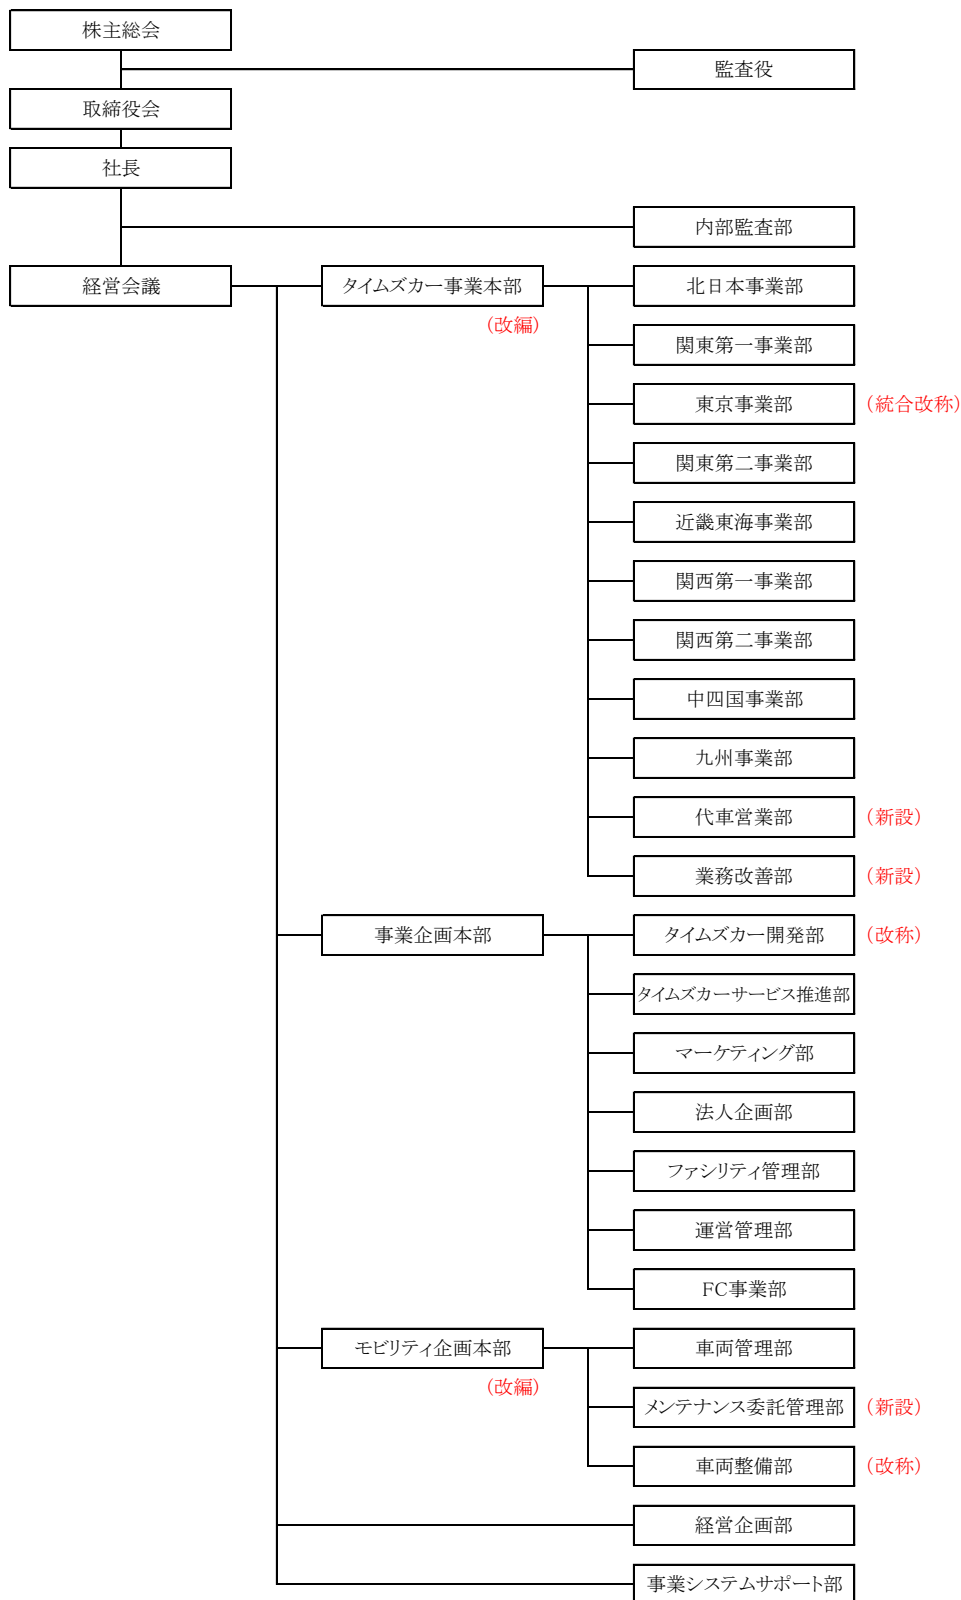 株主総会
監査役
取締役会
社長
内部監査部
経営会議
タイムズカー事業本部
(改編)
北日本事業部
関東第一事業部
東京事業部
(統合改称)
関東第二事業部
近畿東海事業部
関西第一事業部
関西第二事業部
中四国事業部
九州事業部
代車営業部
(新設)
業務改善部
(新設)
事業企画本部
タイムズカー開発部
(改称)
タイムズカーサービス推進部
マーケティング部
法人企画部
ファシリティ管理部
運営管理部
FC事業部
モビリティ企画本部
(改編)
車両管理部
メンテナンス委託管理部
(新設)
車両整備部
(改称)
経営企画部
事業システムサポート部